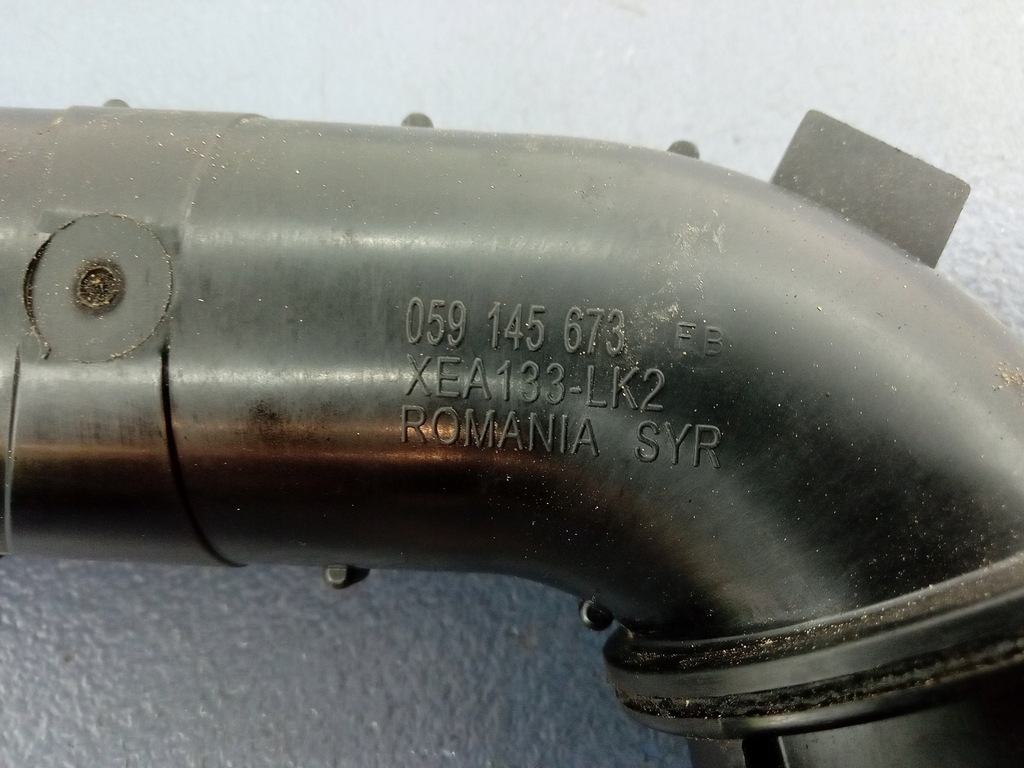 059 145 673 FB
XEA133-LK2
ROMANIA SYR